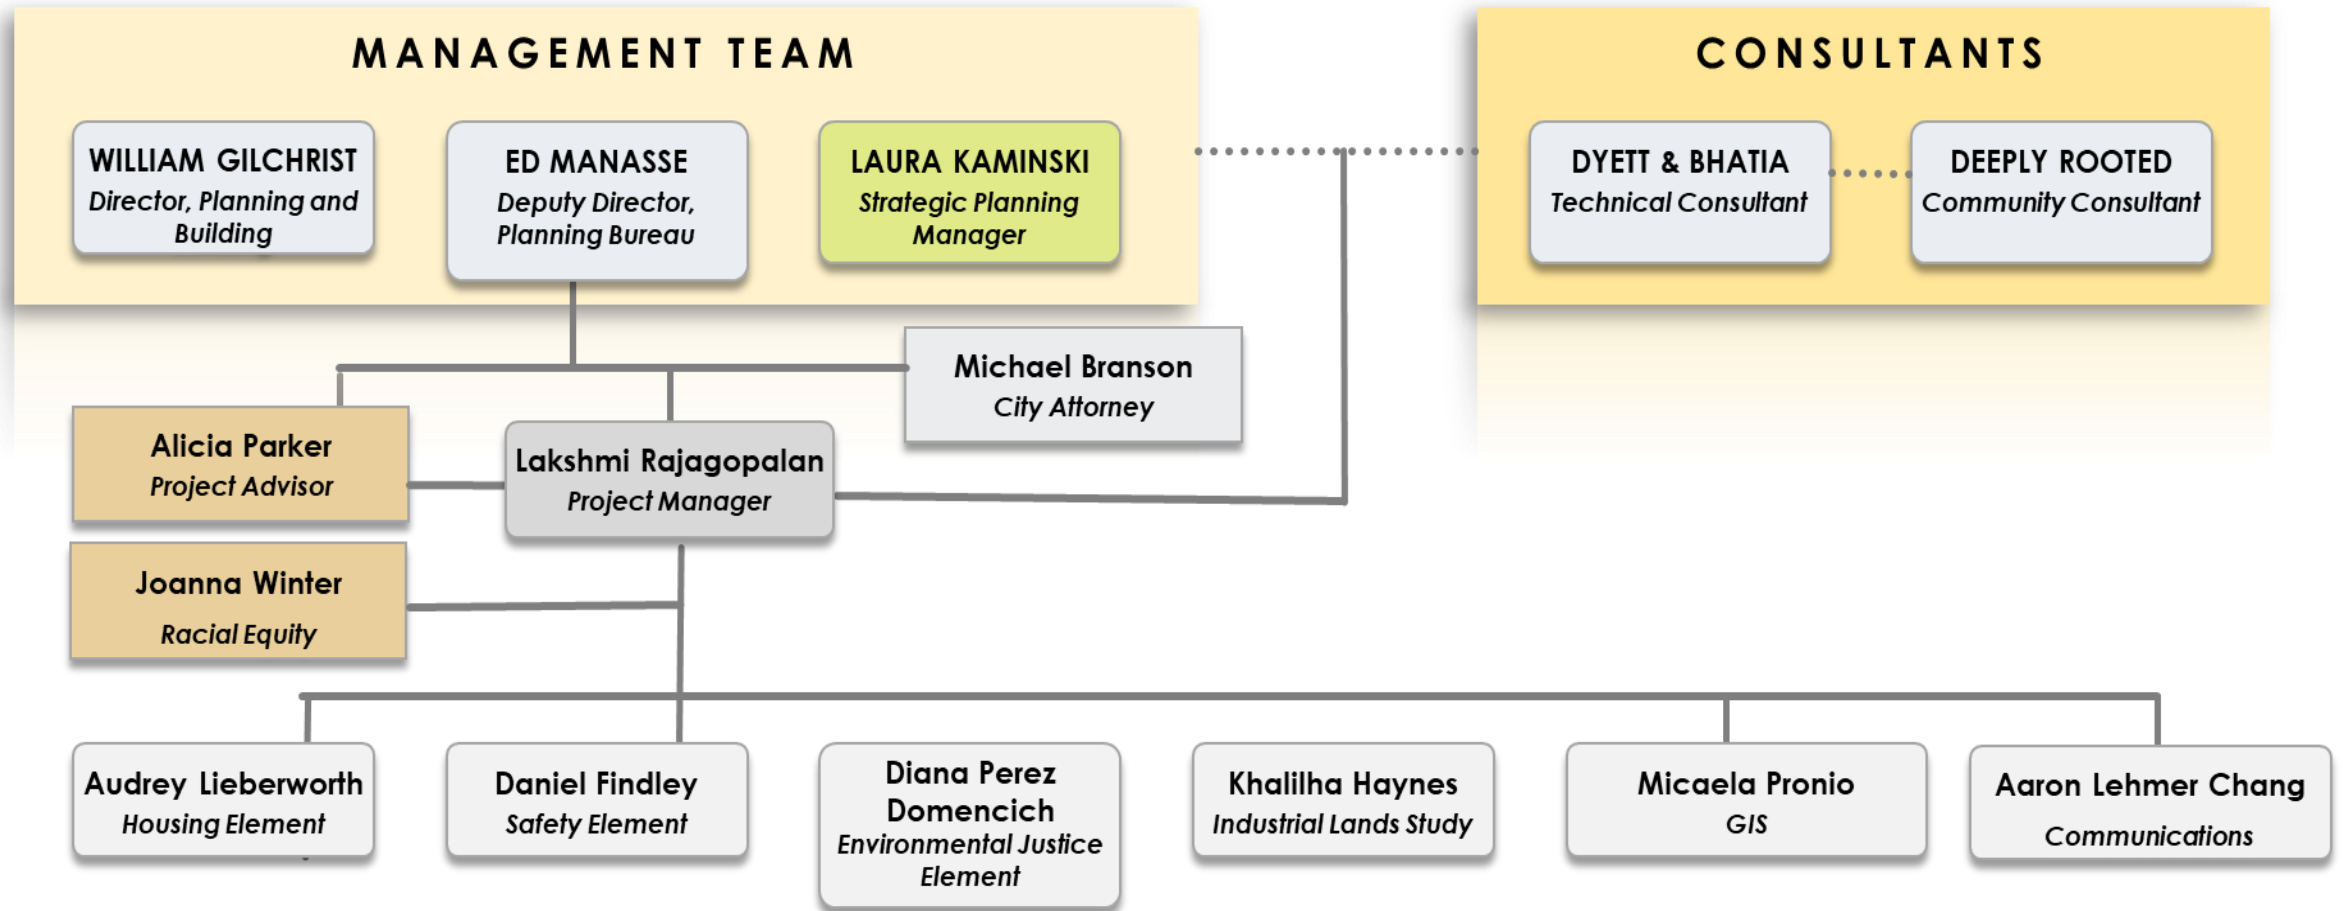 MANAGEMENT TEAM
CONSULTANTS
WILLIAM GILCHRIST
Director, Planning and
Building
ED MANASSE
Deputy Director,
Planning Bureau
LAURA KAMINSKI
Strategic Planning
Manager
DYETT & BHATIA
Technical Consultant
DEEPLY ROOTED
Community Consultant
Michael Branson
City Attorney
Alicia Parker
Project Advisor
Lakshmi Rajagopalan
Project Manager
Joanna Winter
Racial Equity
Audrey Lieberworth
Housing Element
Daniel Findley
Safety Element
Diana Perez
Domencich
Environmental Justice
Element
Khalilha Haynes
Industrial Lands Study
Micaela Pronio
GIS
Aaron Lehmer Chang
Communications